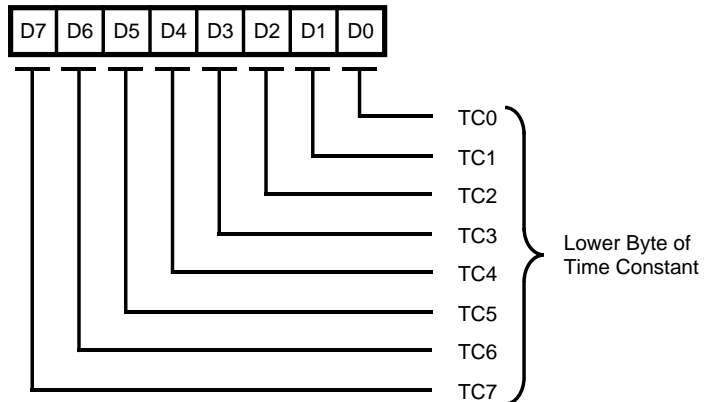 D7 D6 D5 D4 D3 D2 D1 D0
TC0
TC1
TC2
TC3
TC4
TC5
TC6
TC7
Lower Byte of
Time Constant